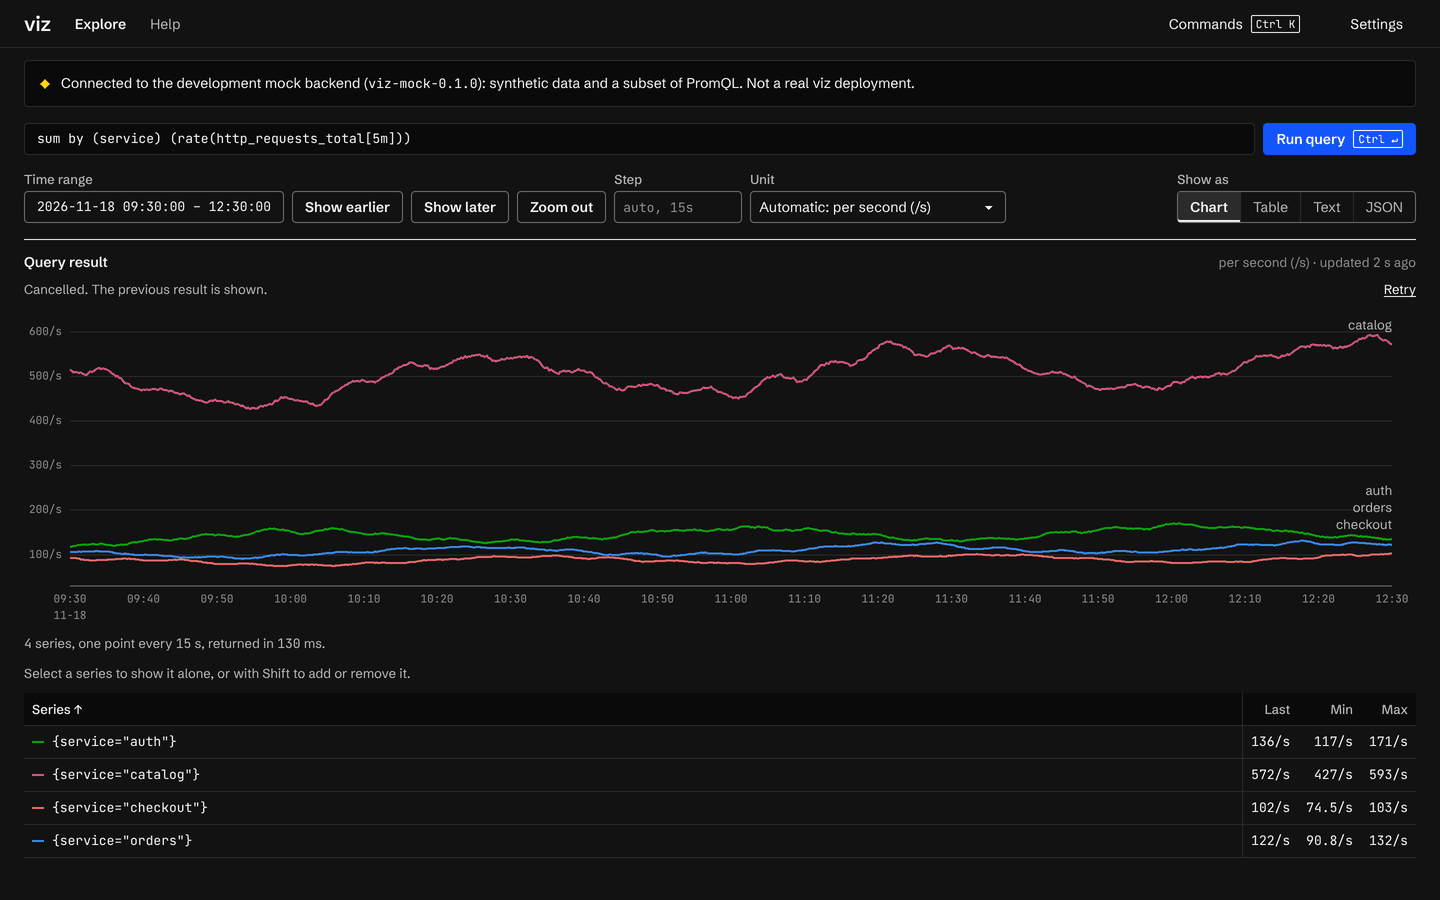 viz Explore Help Commands Ctrl K Settings
Connected to the development mock backend (viz-mock-0.1.0): synthetic data and a subset of PromQL. Not a real viz deployment.
sum by (service) (rate(http_requests_total[5m])) Run query Ctrl ↵
Time range Step Unit Show as
2026-11-18 09:30:00 – 12:30:00 Show earlier Show later Zoom out auto, 15s Automatic: per second (/s) Chart Table Text JSON
Query result per second (/s) · updated 2 s ago
Cancelled. The previous result is shown. Retry
catalog
600/s
500/s
400/s
300/s
auth
200/s orders
checkout
100/s
09:30 09:40 09:50 10:00 10:10 10:20 10:30 10:40 10:50 11:00 11:10 11:20 11:30 11:40 11:50 12:00 12:10 12:20 12:30
11-18
4 series, one point every 15 s, returned in 130 ms.
Select a series to show it alone, or with Shift to add or remove it.
Series ↑ Last Min Max
{service="auth"} 136/s 117/s 171/s
{service="catalog"} 572/s 427/s 593/s
{service="checkout"} 102/s 74.5/s 103/s
{service="orders"} 122/s 90.8/s 132/s